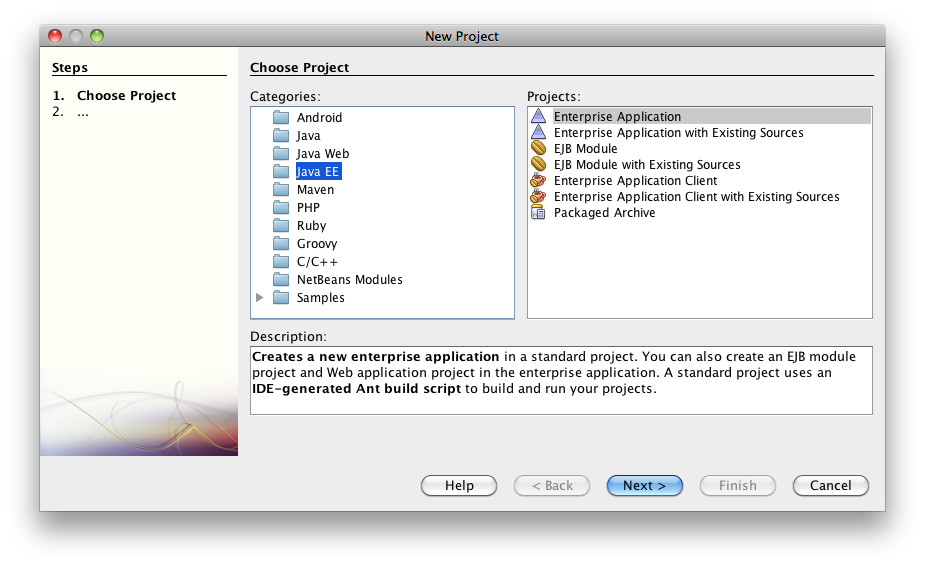 New Project
Steps
1. Choose Project
2. ...
Choose Project
Categories:
Android
Java
Java Web
Java EE
Maven
PHP
Ruby
Groovy
C/C++
NetBeans Modules
Samples
Projects:
Enterprise Application
Enterprise Application with Existing Sources
EJB Module
EJB Module with Existing Sources
Enterprise Application Client
Enterprise Application Client with Existing Sources
Packaged Archive
Description:
Creates a new enterprise application in a standard project. You can also create an EJB module
project and Web application project in the enterprise application. A standard project uses an
IDE-generated Ant build script to build and run your projects.
Help
< Back
Next >
Finish
Cancel